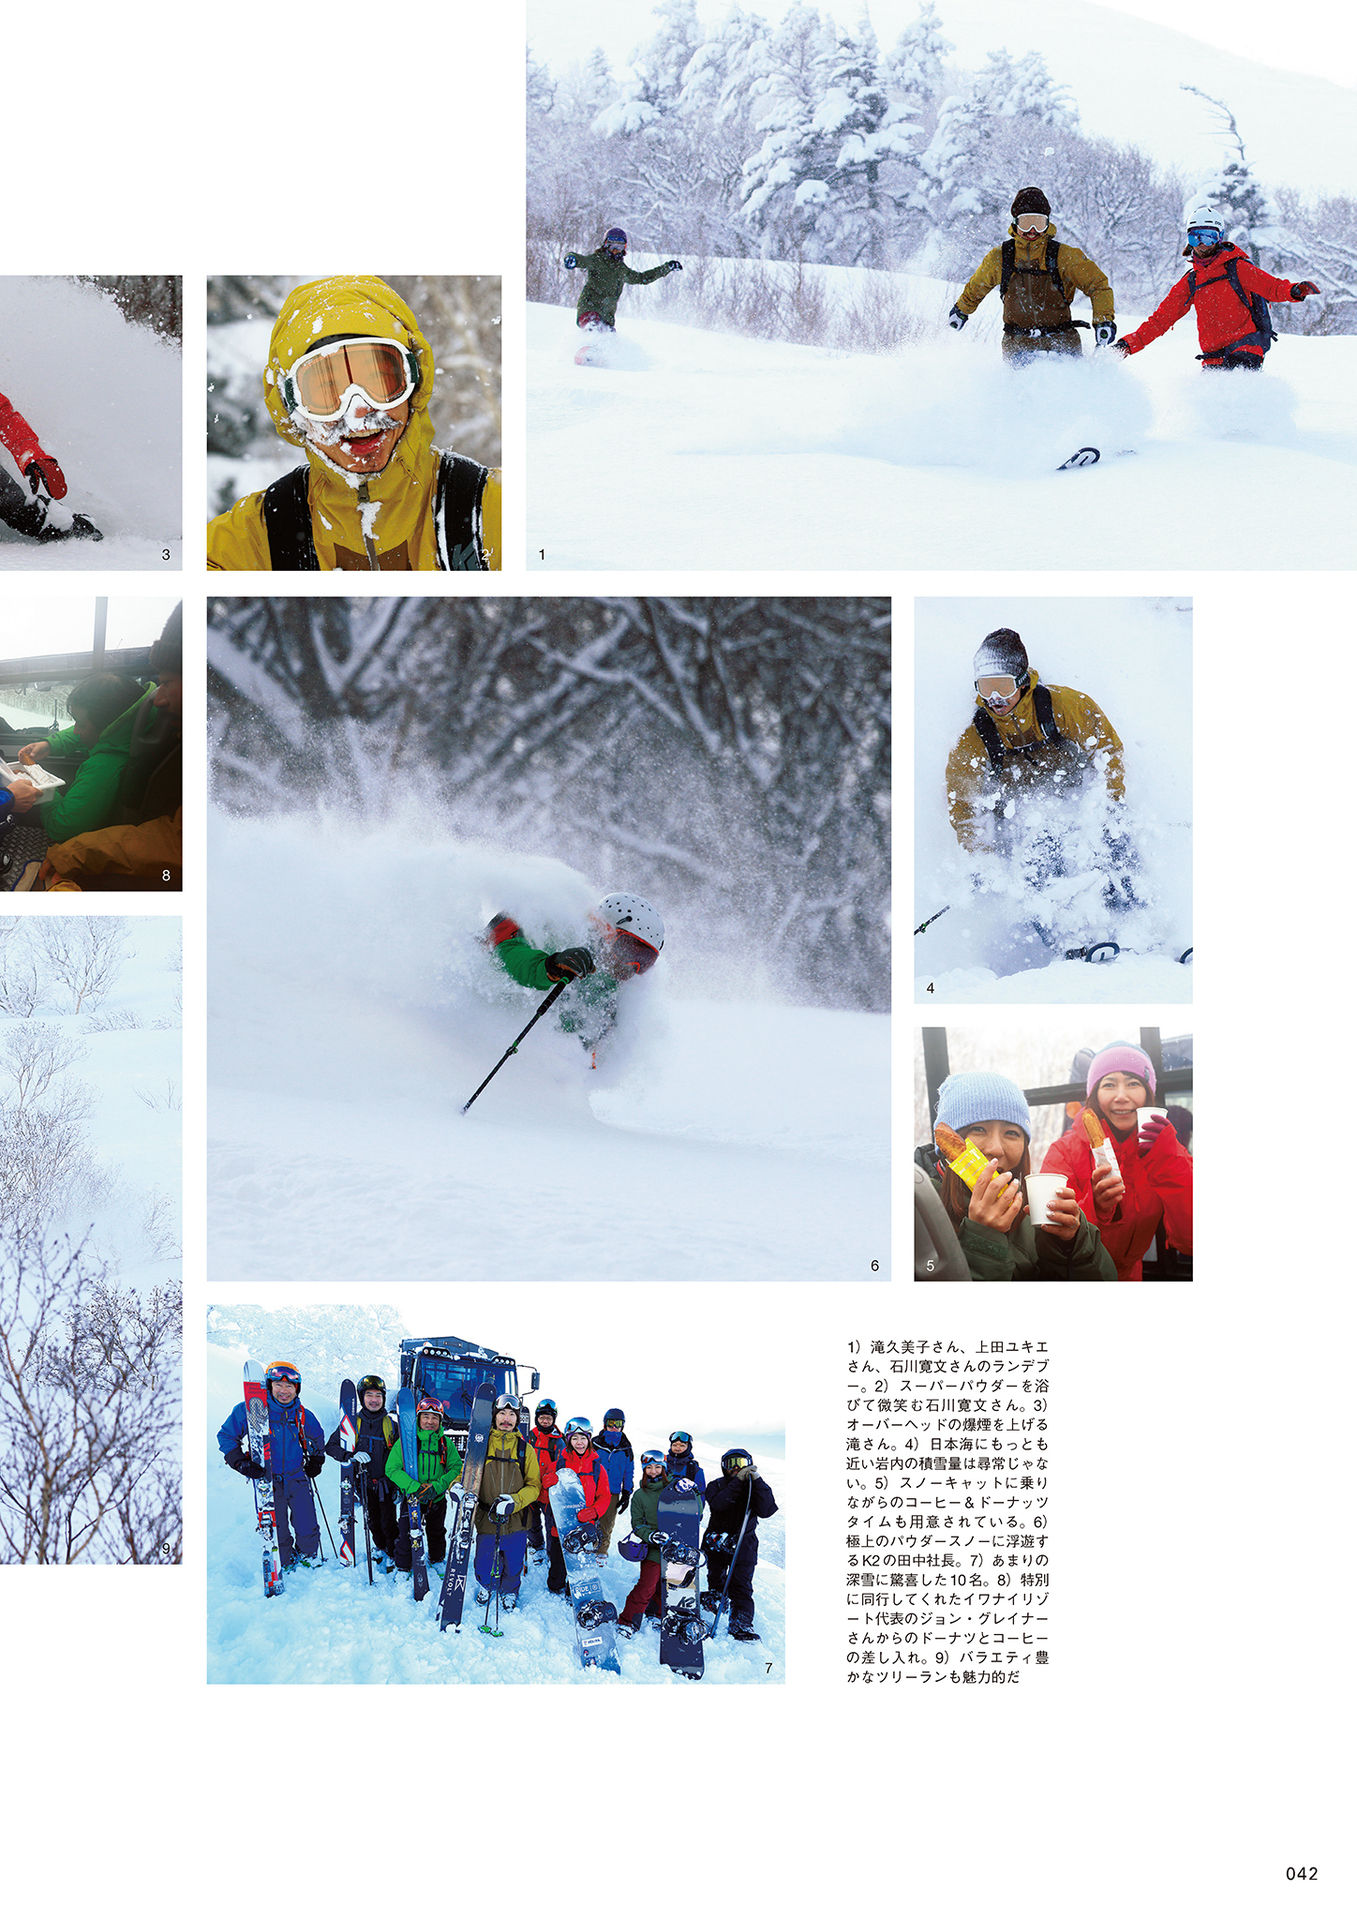 3
2
1
8
4
6
5
9
7
REVOLT
RIDE
K2
1）滝久美子さん、上田ユキエ
さん、石川寛文さんのランデブ
ー。2）スーパーパウダーを浴
びて微笑む石川寛文さん。3）
オーバーヘッドの爆煙を上げる
滝さん。4）日本海にもっとも
近い岩内の積雪量は尋常じゃな
い。5）スノーキャットに乗り
ながらのコーヒー＆ドーナッツ
タイムも用意されている。6）
極上のパウダースノーに浮遊す
るK2の田中社長。7）あまりの
深雪に驚喜した10名。8）特別
に同行してくれたイワナイリゾ
ート代表のジョン・グレイナー
さんからのドーナツとコーヒー
の差し入れ。9）バラエティ豊
かなツリーランも魅力的だ
042